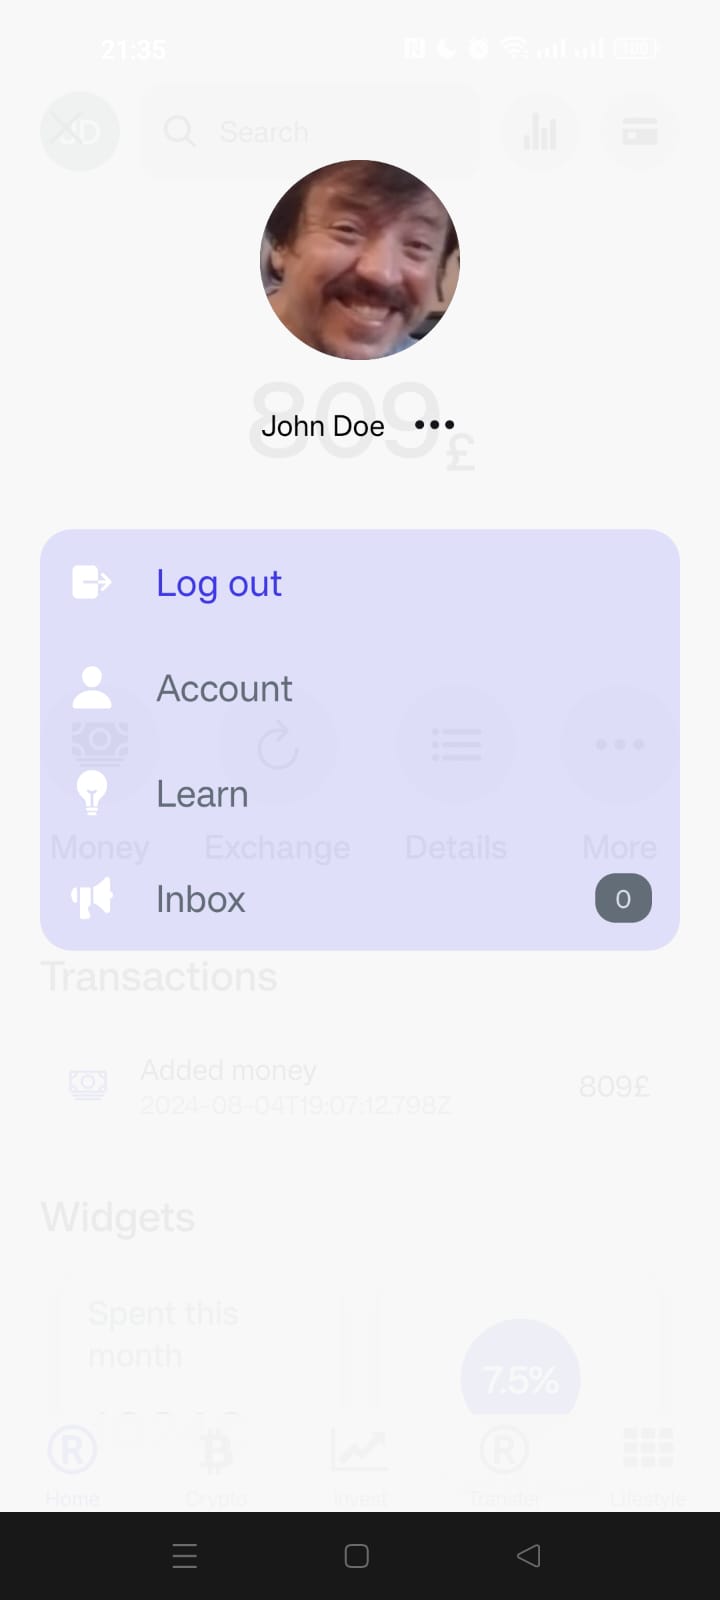 21:35
100
JD
Search
809£
John Doe
Log out
Account
Learn
Inbox
0
Money
Exchange
Details
More
Transactions
Added money
809£
2024-08-04T19:07:12.798Z
Widgets
Spent this
month
7.5%
Home
Crypto
Invest
Transfer
Lifestyle